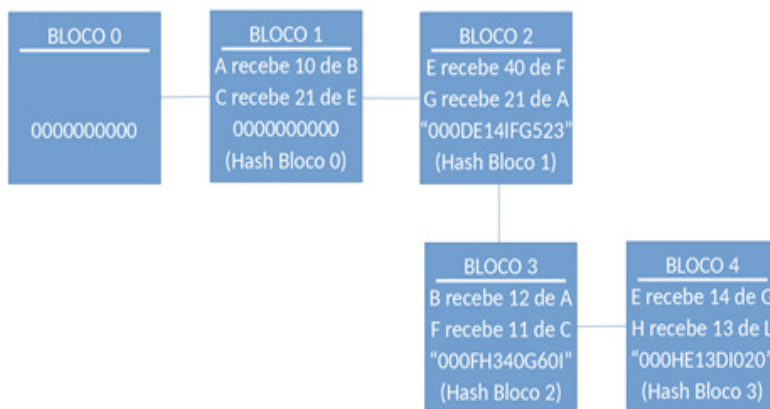 BLOCO 0
0000000000
BLOCO 1
A recebe 10 de B
C recebe 21 de E
0000000000
(Hash Bloco 0)
BLOCO 2
E recebe 40 de F
G recebe 21 de A
“000DE14IFG523”
(Hash Bloco 1)
BLOCO 3
B recebe 12 de A
F recebe 11 de C
“000FH340G60I”
(Hash Bloco 2)
BLOCO 4
E recebe 14 de G
H recebe 13 de L
“000HE13DI020”
(Hash Bloco 3)